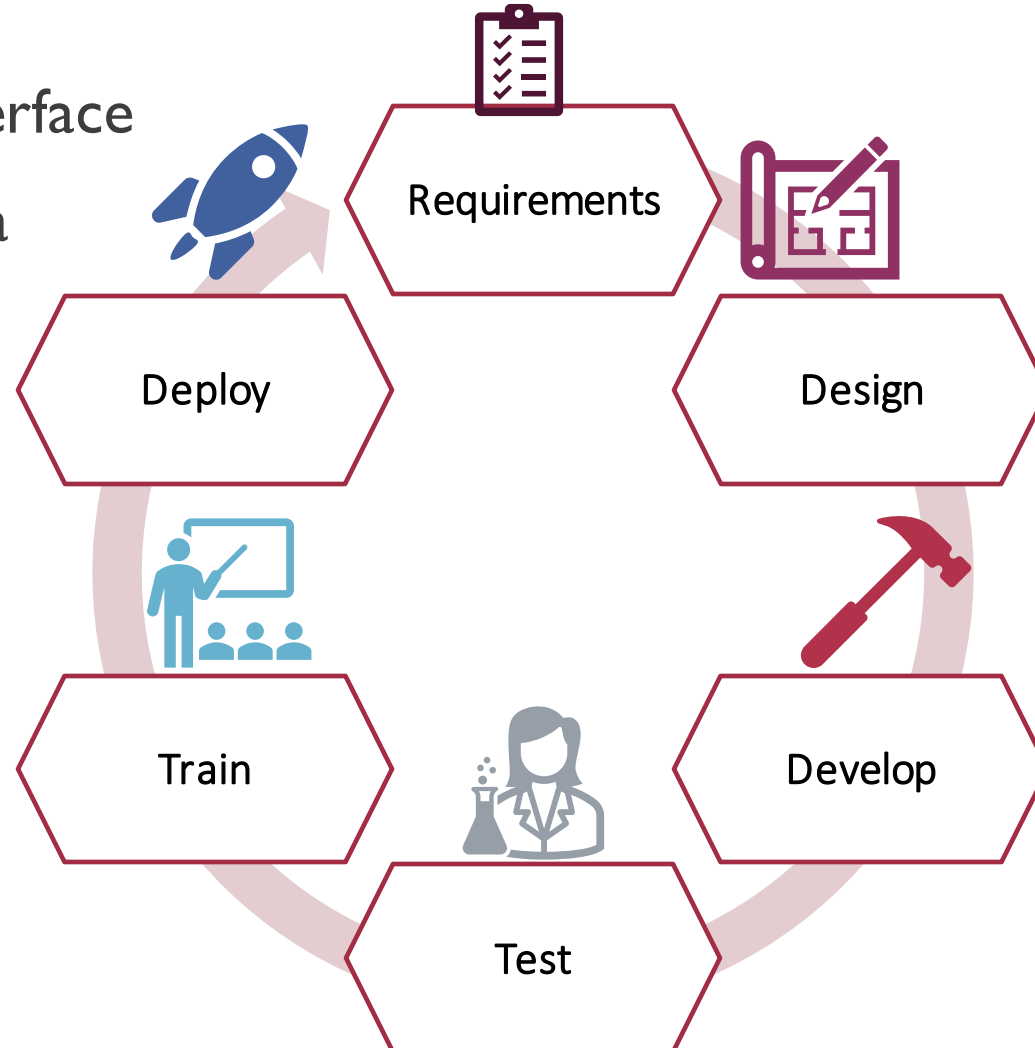 erface
a
Requirements
Deploy
Design
Train
Develop
Test